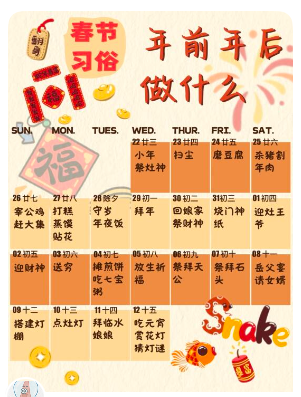 春节
习俗
年前年后
做什么
SUN. MON. TUES. WED. THUR. FRI. SAT.
22 廿三 23 廿四 24 廿五 25 廿六
小年 扫尘 磨豆腐 杀猪割
祭灶神 年肉
26 廿七 27 廿八 28 除夕 29 初一 30 初二 31 初三 01 初四
宰公鸡 打糕 守岁 拜年 回娘家 烧门神 迎灶王
赶大集 蒸馍 年夜饭 祭财神 纸 爷
贴花
02 初五 03 初六 04 初七 05 初八 06 初九 07 初十 08 十一
迎财神 送穷 摊煎饼 放生祈 祭拜天 祭拜石 岳父宴
吃七宝 福 公 头 请女婿
粥
09 十二 10 十三 11 十四 12 十五
搭建灯 点灶灯 拜临水 吃元宵
棚 娘娘 赏花灯
猜灯谜
福
Snake